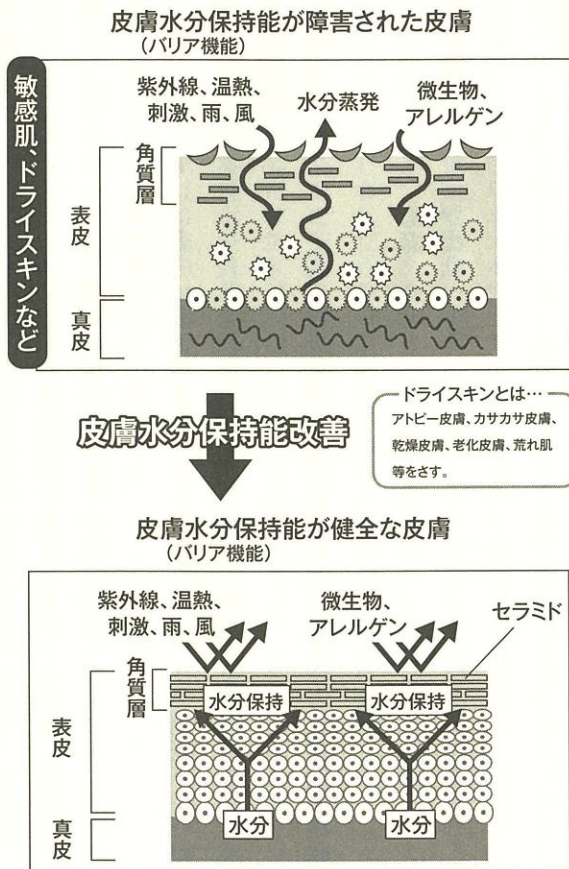 皮膚水分保持能が障害された皮膚
(バリア機能)
敏感肌、ドライスキンなど
紫外線、温熱、
刺激、雨、風
水分蒸発
微生物、
アレルゲン
角質層
表皮
真皮
皮膚水分保持能改善
ドライスキンとは…
アトピー皮膚、カサカサ皮膚、
乾燥皮膚、老化皮膚、荒れ肌
等をさす。
皮膚水分保持能が健全な皮膚
(バリア機能)
紫外線、温熱、
刺激、雨、風
微生物、
アレルゲン
セラミド
角質層
水分保持
水分保持
表皮
水分
水分
真皮